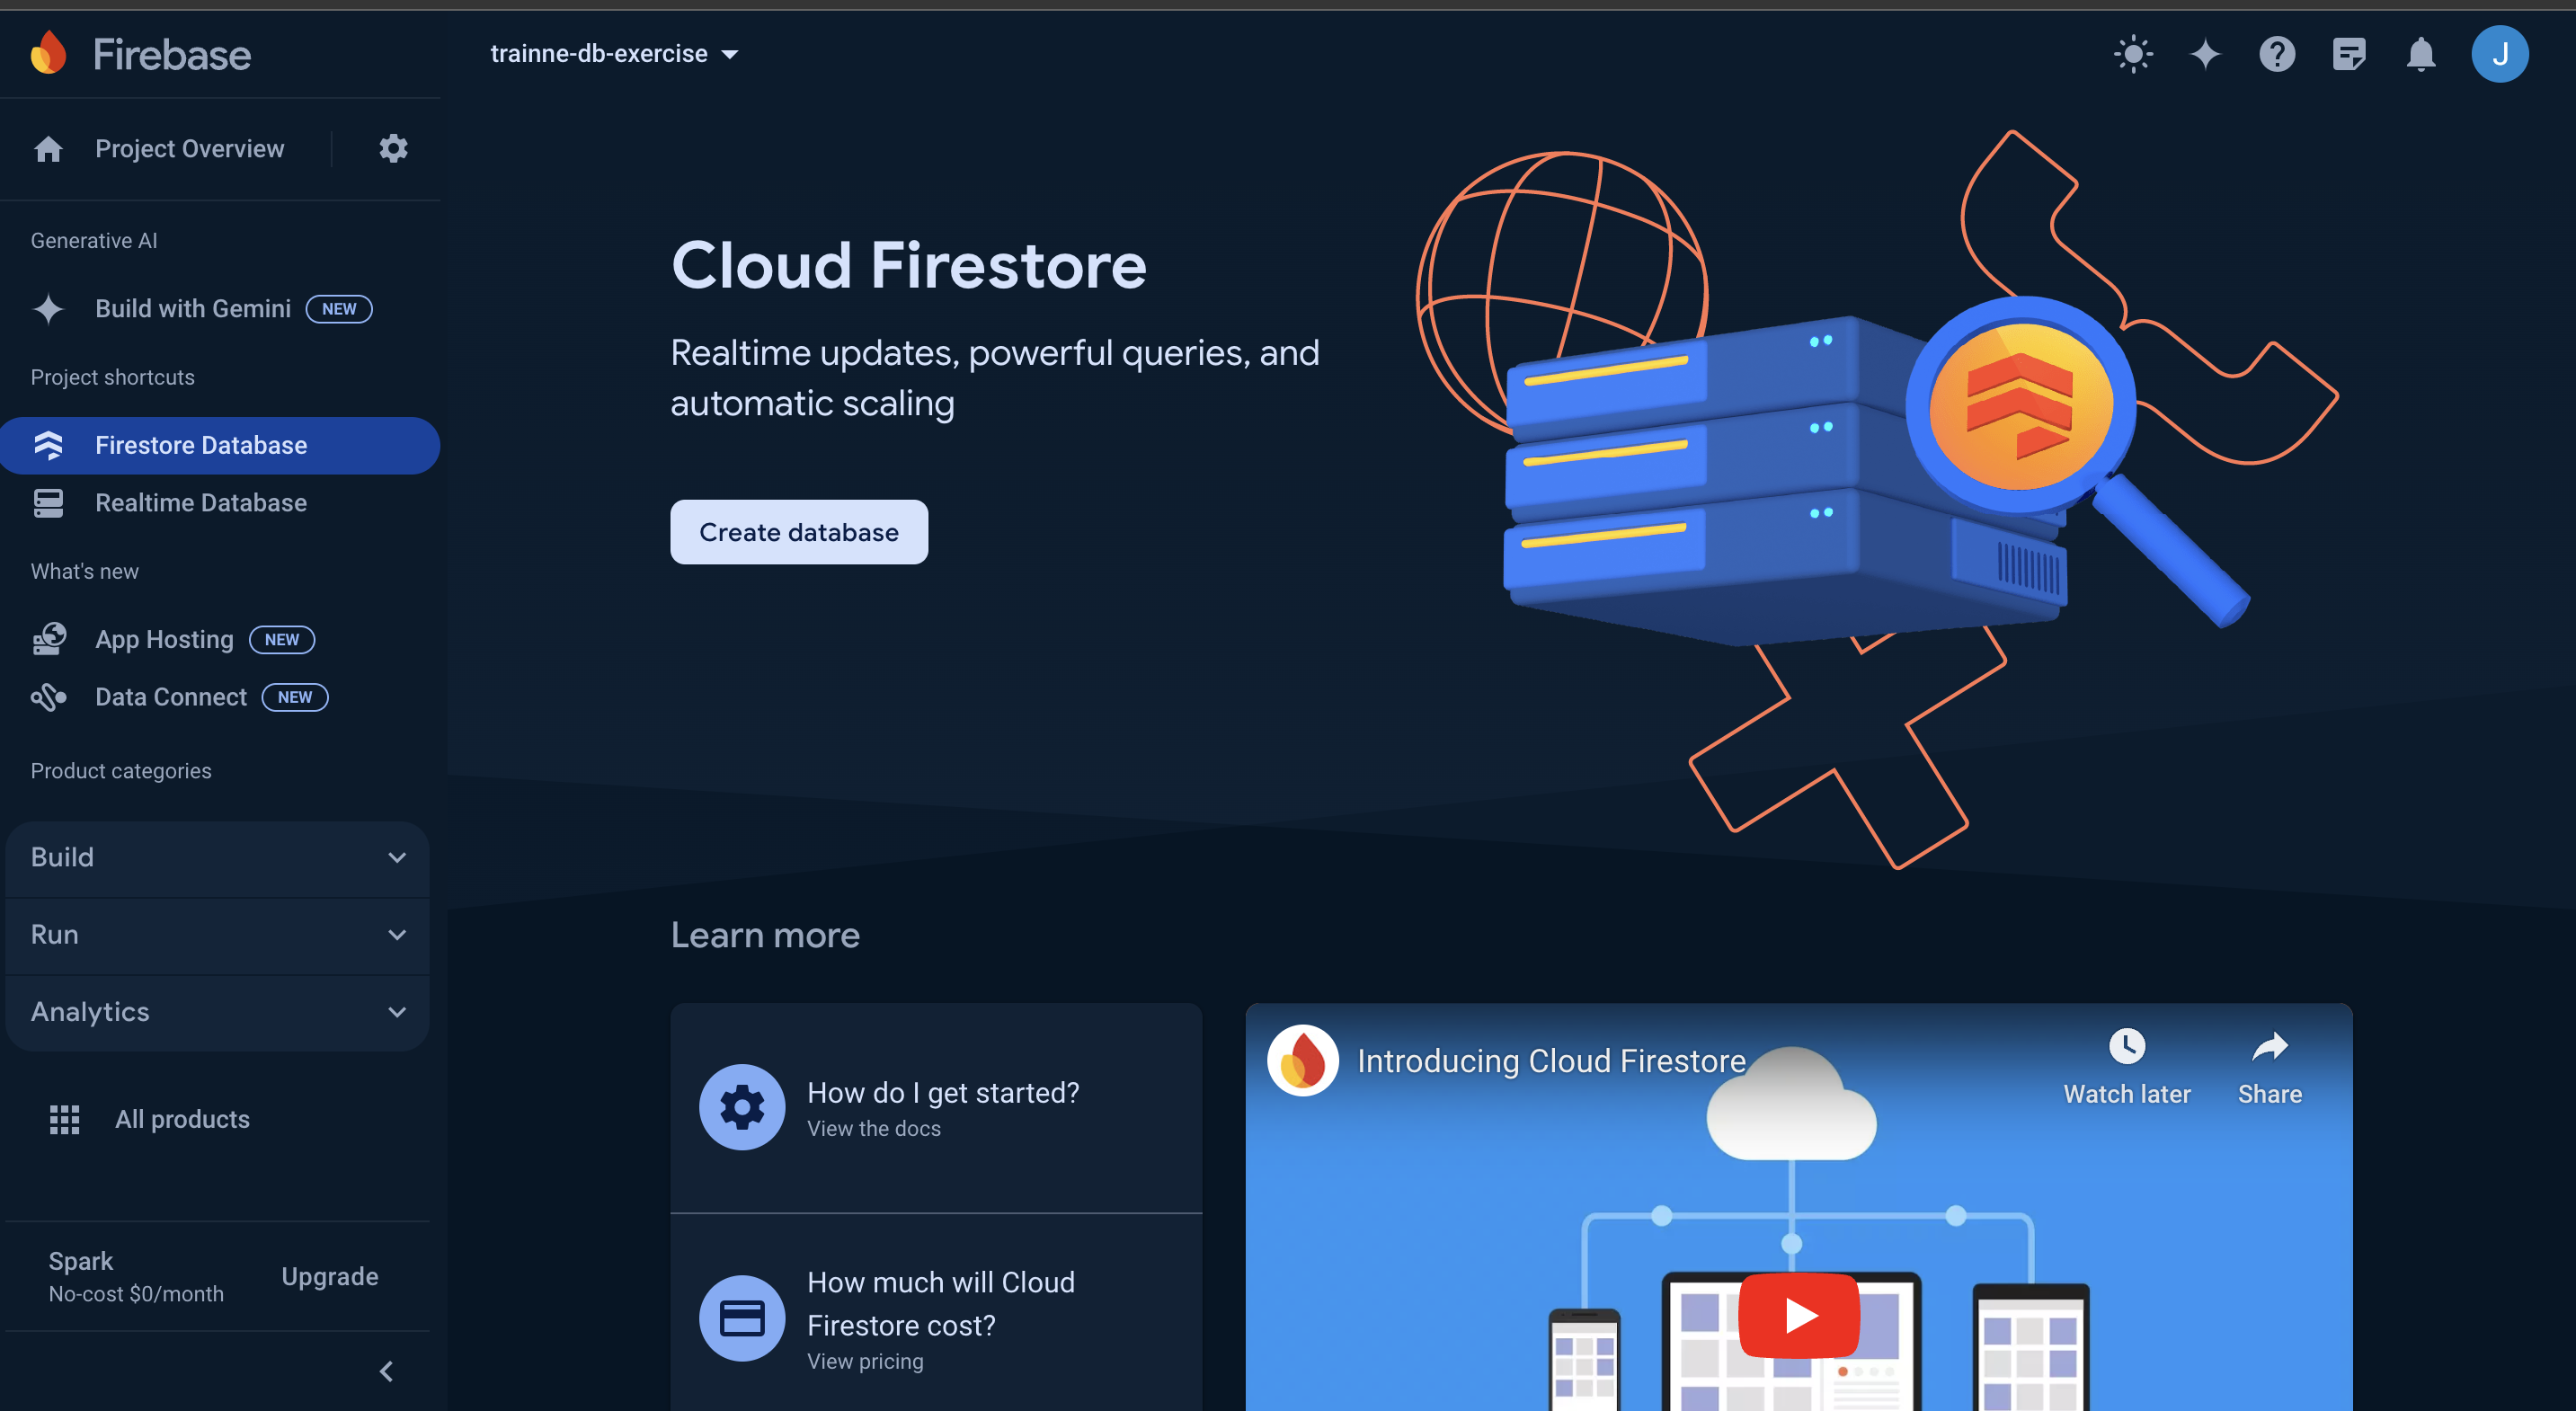 Firebase
trainne-db-exercise
J
Project Overview
Generative AI
Build with Gemini NEW
Project shortcuts
Firestore Database
Realtime Database
What's new
App Hosting NEW
Data Connect NEW
Product categories
Build
Run
Analytics
All products
Spark
No-cost $0/month
Upgrade
Cloud Firestore
Realtime updates, powerful queries, and
automatic scaling
Create database
Learn more
How do I get started?
View the docs
How much will Cloud
Firestore cost?
View pricing
Introducing Cloud Firestore
Watch later
Share